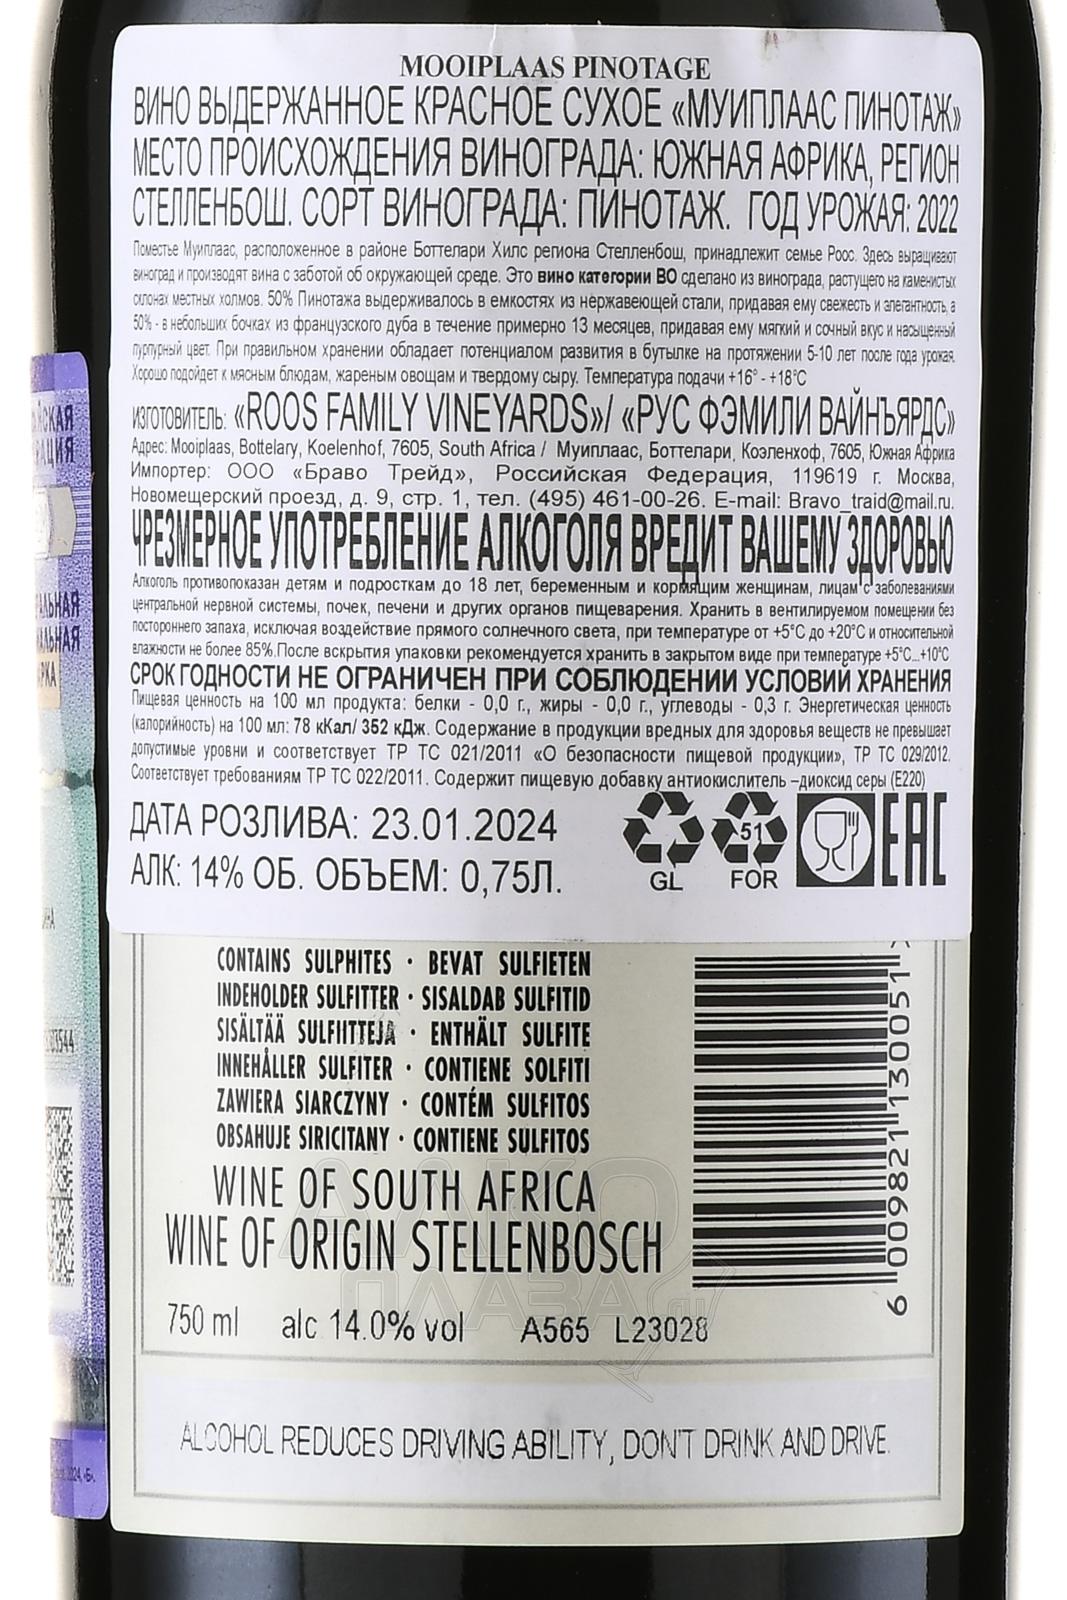 MOOIPLAAS PINOTAGE
ВИНО ВЫДЕРЖАННОЕ КРАСНОЕ СУХОЕ «МУИПЛААС ПИНОТАЖ»
МЕСТО ПРОИСХОЖДЕНИЯ ВИНОГРАДА: ЮЖНАЯ АФРИКА, РЕГИОН
СТЕЛЛЕНБОШ. СОРТ ВИНОГРАДА: ПИНОТАЖ. ГОД УРОЖАЯ: 2022
Поместье Муиплаас, расположенное в районе Боттелари Хилс региона Стелленбош, принадлежит семье Роос. Здесь выращивают
виноград и производят вина с заботой об окружающей среде. Это вино категории ВО сделано из винограда, растущего на каменистых
склонах местных холмов. 50% Пинотажа выдерживалось в емкостях из нержавеющей стали, придавая ему свежесть и элегантность, а
50% - в небольших бочках из французского дуба в течение примерно 13 месяцев, придавая ему мягкий и сочный вкус и насыщенный
пурпурный цвет. При правильном хранении обладает потенциалом развития в бутылке на протяжении 5-10 лет после года урожая.
Хорошо подойдет к мясным блюдам, жареным овощам и твердому сыру. Температура подачи +16° - +18°С
ИЗГОТОВИТЕЛЬ: «ROOS FAMILY VINEYARDS»/ «РУС ФЭМИЛИ ВАЙНЪЯРДС»
Адрес: Mooiplaas, Bottelary, Koelenhof, 7605, South Africa / Муиплаас, Боттелари, Коэленхоф, 7605, Южная Африка
Импортер: ООО «Браво Трейд», Российская Федерация, 119619 г. Москва,
Новомещерский проезд, д. 9, стр. 1, тел. (495) 461-00-26. E-mail: Bravo_traid@mail.ru.
ЧРЕЗМЕРНОЕ УПОТРЕБЛЕНИЕ АЛКОГОЛЯ ВРЕДИТ ВАШЕМУ ЗДОРОВЬЮ
Алкоголь противопоказан детям и подросткам до 18 лет, беременным и кормящим женщинам, лицам с заболеваниями
центральной нервной системы, почек, печени и других органов пищеварения. Хранить в вентилируемом помещении без
постороннего запаха, исключая воздействие прямого солнечного света, при температуре от +5°С до +20°С и относительной
влажности не более 85%.После вскрытия упаковки рекомендуется хранить в закрытом виде при температуре +5°С...+10°С
СРОК ГОДНОСТИ НЕ ОГРАНИЧЕН ПРИ СОБЛЮДЕНИИ УСЛОВИЙ ХРАНЕНИЯ
Пищевая ценность на 100 мл продукта: белки - 0,0 г., жиры - 0,0 г., углеводы - 0,3 г. Энергетическая ценность
(калорийность) на 100 мл: 78 кКал/ 352 кДж. Содержание в продукции вредных для здоровья веществ не превышает
допустимые уровни и соответствует ТР ТС 021/2011 «О безопасности пищевой продукции», ТР ТС 029/2012.
Соответствует требованиям ТР ТС 022/2011. Содержит пищевую добавку антиокислитель –диоксид серы (Е220)
ДАТА РОЗЛИВА: 23.01.2024
АЛК: 14% ОБ. ОБЪЕМ: 0,75Л.
GL
51
FOR
EAC
CONTAINS SULPHITES · BEVAT SULFIETEN
INDEHOLDER SULFITTER · SISALDAB SULFITID
SISÄLTÄÄ SULFIITTEJA · ENTHÄLT SULFITE
INNEHÅLLER SULFITER · CONTIENE SOLFITI
ZAWIERA SIARCZYNY · CONTÉM SULFITOS
OBSAHUJE SIRICITANY · CONTIENE SULFITOS
WINE OF SOUTH AFRICA
WINE OF ORIGIN STELLENBOSCH
750 ml alc 14.0% vol A565 L23028
6 009821 130051 >
ALCOHOL REDUCES DRIVING ABILITY, DON'T DRINK AND DRIVE.
АЛКО
ПЛАЗА.ru